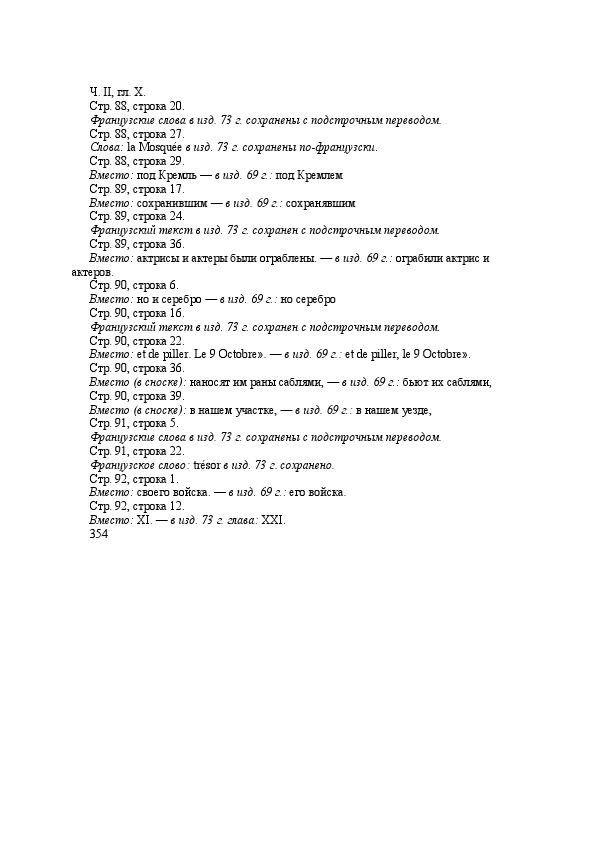 Ч. II, гл. X.
Стр. 88, строка 20.
Французские слова в изд. 73 г. сохранены с подстрочным переводом.
Стр. 88, строка 27.
Слова: la Mosquée в изд. 73 г. сохранены по-французски.
Стр. 88, строка 29.
Вместо: под Кремль — в изд. 69 г.: под Кремлем
Стр. 89, строка 17.
Вместо: сохранившим — в изд. 69 г.: сохранявшим
Стр. 89, строка 24.
Французский текст в изд. 73 г. сохранен с подстрочным переводом.
Стр. 89, строка 36.
Вместо: актрисы и актеры были ограблены. — в изд. 69 г.: ограбили актрис и
актеров.
Стр. 90, строка 6.
Вместо: но и серебро — в изд. 69 г.: но серебро
Стр. 90, строка 16.
Французский текст в изд. 73 г. сохранен с подстрочным переводом.
Стр. 90, строка 22.
Вместо: et de piller. Le 9 Octobre». — в изд. 69 г.: et de piller, le 9 Octobre».
Стр. 90, строка 36.
Вместо (в сноске): наносят им раны саблями, — в изд. 69 г.: бьют их саблями,
Стр. 90, строка 39.
Вместо (в сноске): в нашем участке, — в изд. 69 г.: в нашем уезде,
Стр. 91, строка 5.
Французские слова в изд. 73 г. сохранены с подстрочным переводом.
Стр. 91, строка 22.
Французское слово: trésor в изд. 73 г. сохранено.
Стр. 92, строка 1.
Вместо: своего войска. — в изд. 69 г.: его войска.
Стр. 92, строка 12.
Вместо: XI. — в изд. 73 г. глава: XXI.
354